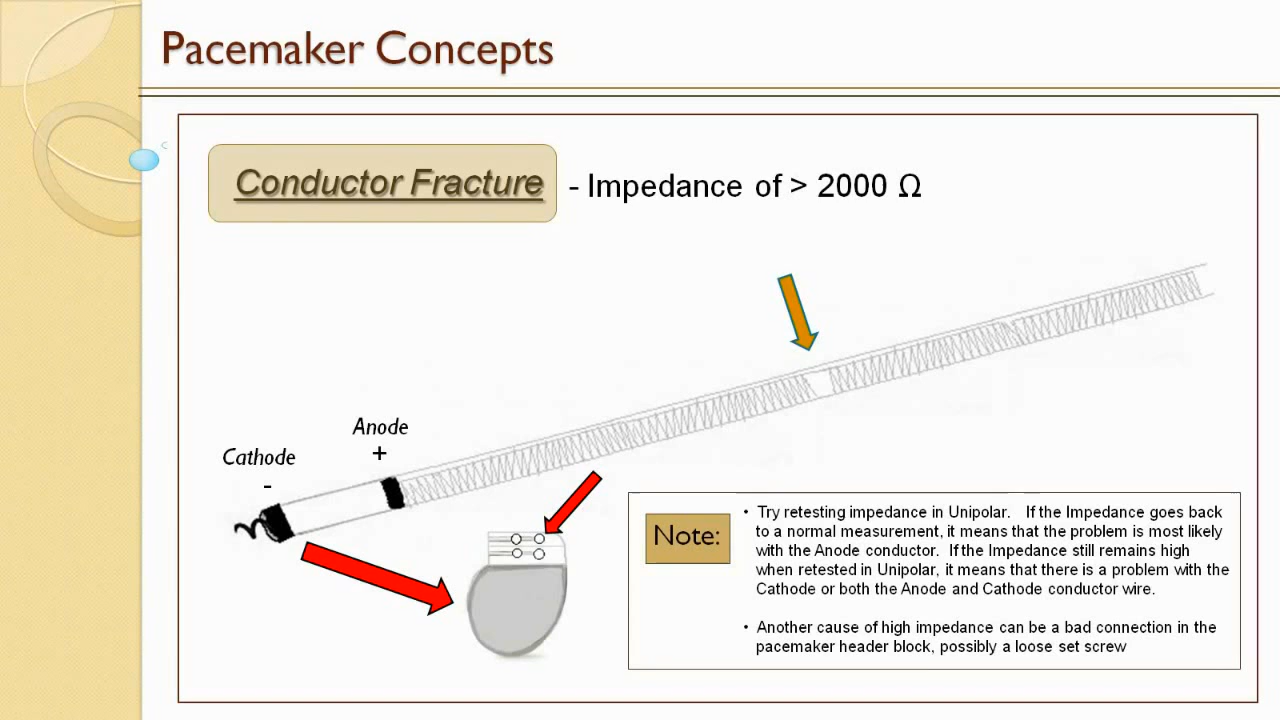 Pacemaker Concepts
Conductor Fracture - Impedance of > 2000 Ω
Anode
+
Cathode
-
Note:
• Try retesting impedance in Unipolar. If the Impedance goes back
to a normal measurement, it means that the problem is most likely
with the Anode conductor. If the Impedance still remains high
when retested in Unipolar, it means that there is a problem with the
Cathode or both the Anode and Cathode conductor wire.
• Another cause of high impedance can be a bad connection in the
pacemaker header block, possibly a loose set screw